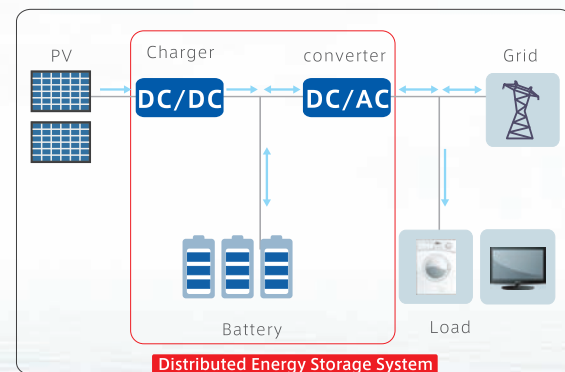 PV
Charger
converter
Grid
DC/DC
DC/AC
Battery
Load
Distributed Energy Storage System